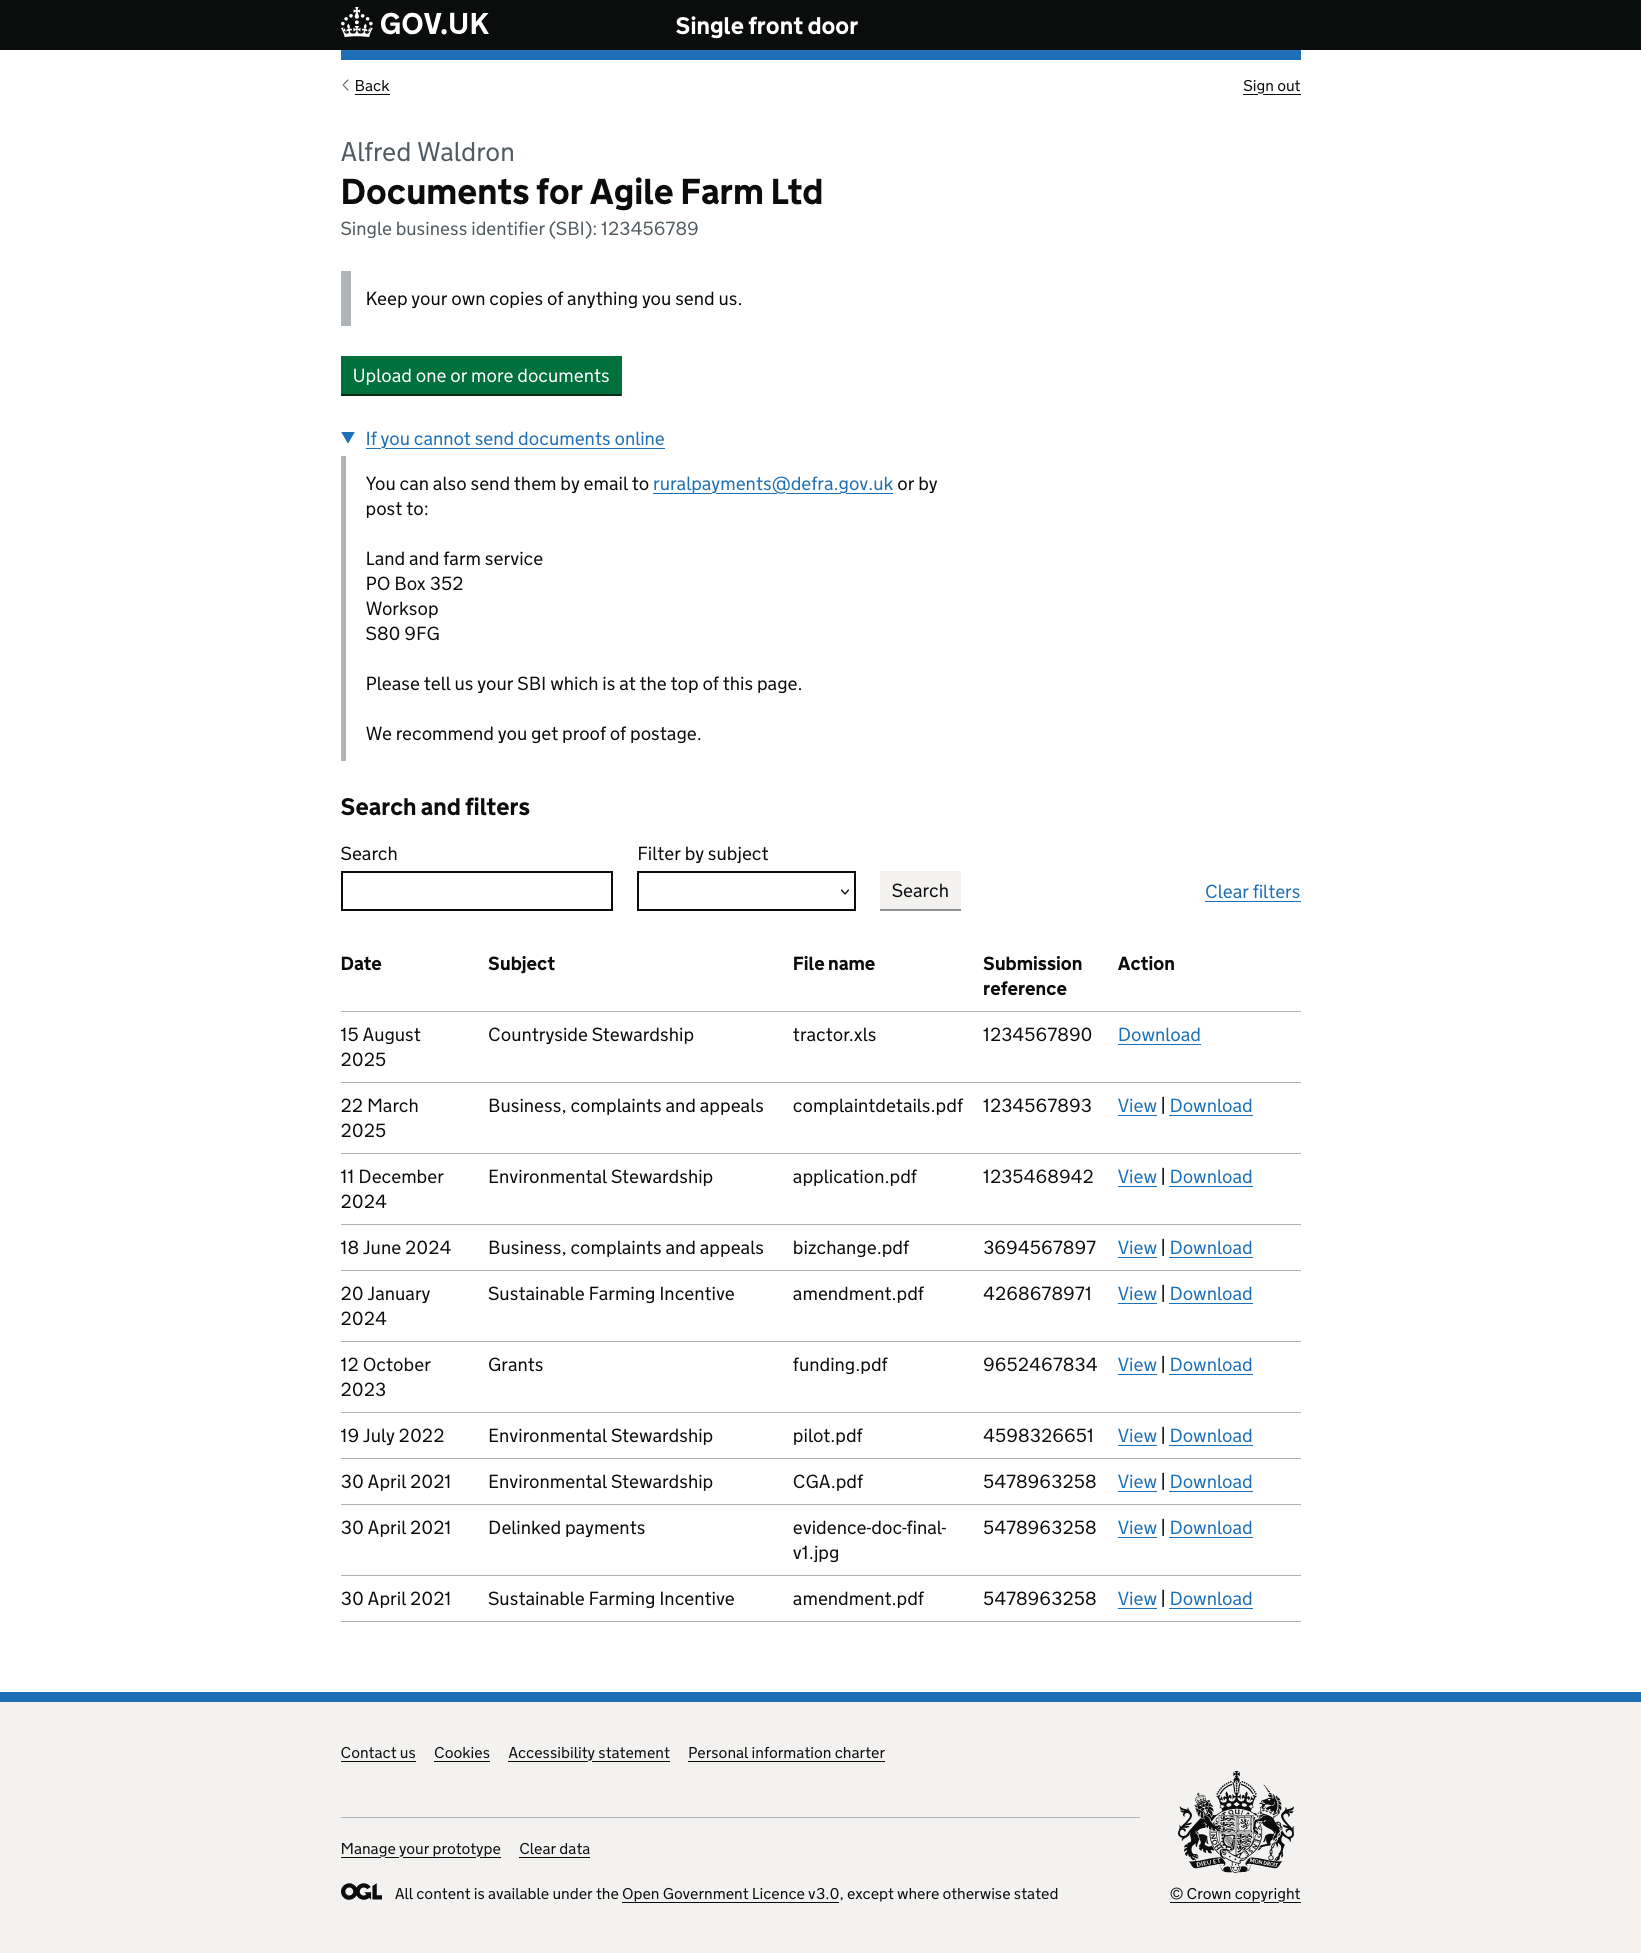 GOV.UK
Single front door
Back
Sign out
Alfred Waldron
Documents for Agile Farm Ltd
Single business identifier (SBI): 123456789
Keep your own copies of anything you send us.
Upload one or more documents
If you cannot send documents online
You can also send them by email to ruralpayments@defra.gov.uk or by
post to:
Land and farm service
PO Box 352
Worksop
S80 9FG
Please tell us your SBI which is at the top of this page.
We recommend you get proof of postage.
Search and filters
Search
Filter by subject
Search
Clear filters
Date Subject File name Submission reference Action
15 August 2025 Countryside Stewardship tractor.xls 1234567890 Download
22 March 2025 Business, complaints and appeals complaintdetails.pdf 1234567893 View | Download
11 December 2024 Environmental Stewardship application.pdf 1235468942 View | Download
18 June 2024 Business, complaints and appeals bizchange.pdf 3694567897 View | Download
20 January 2024 Sustainable Farming Incentive amendment.pdf 4268678971 View | Download
12 October 2023 Grants funding.pdf 9652467834 View | Download
19 July 2022 Environmental Stewardship pilot.pdf 4598326651 View | Download
30 April 2021 Environmental Stewardship CGA.pdf 5478963258 View | Download
30 April 2021 Delinked payments evidence-doc-final-v1.jpg 5478963258 View | Download
30 April 2021 Sustainable Farming Incentive amendment.pdf 5478963258 View | Download
Contact us Cookies Accessibility statement Personal information charter
Manage your prototype Clear data
OGL All content is available under the Open Government Licence v3.0, except where otherwise stated
© Crown copyright